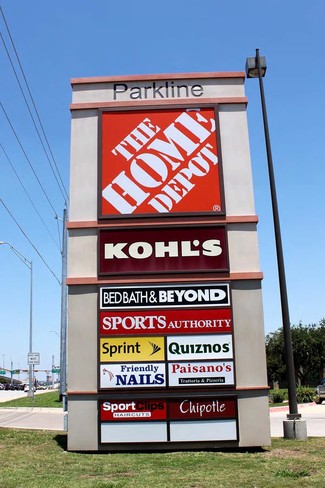 Parkline
THE
HOME
DEPOT
®
KOHL'S
BED BATH & BEYOND
SPORTS AUTHORITY
Sprint
Quiznos
Friendly
NAILS
Paisano's
Trattoria & Pizzeria
Sport Clips
HAIRCUTS
Chipotle